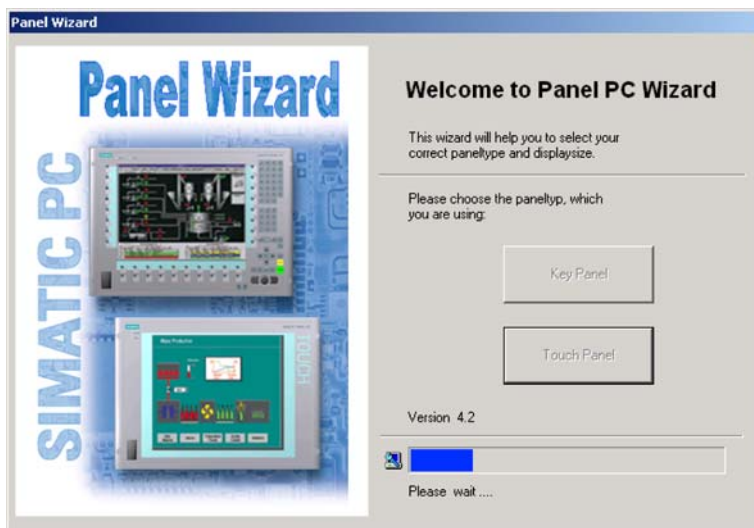 Panel Wizard
Panel Wizard
SIMATIC PC
TOUCH
Welcome to Panel PC Wizard
This wizard will help you to select your
correct paneltype and displaysize.
Please choose the paneltyp, which
you are using:
Key Panel
Touch Panel
Version 4.2
Please wait ....